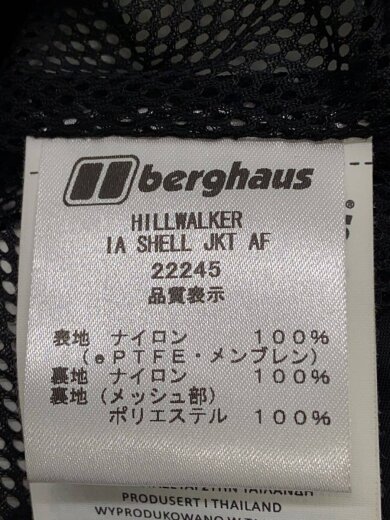 berghaus
HILLWALKER
IA SHELL JKT AF
22245
品質表示
表地 ナイロン 100%
(ePTFE・メンブレン)
裏地 ナイロン 100%
裏地(メッシュ部)
ポリエステル 100%
PRODUSERT I THAILAND
WYPRODUKOWANO W